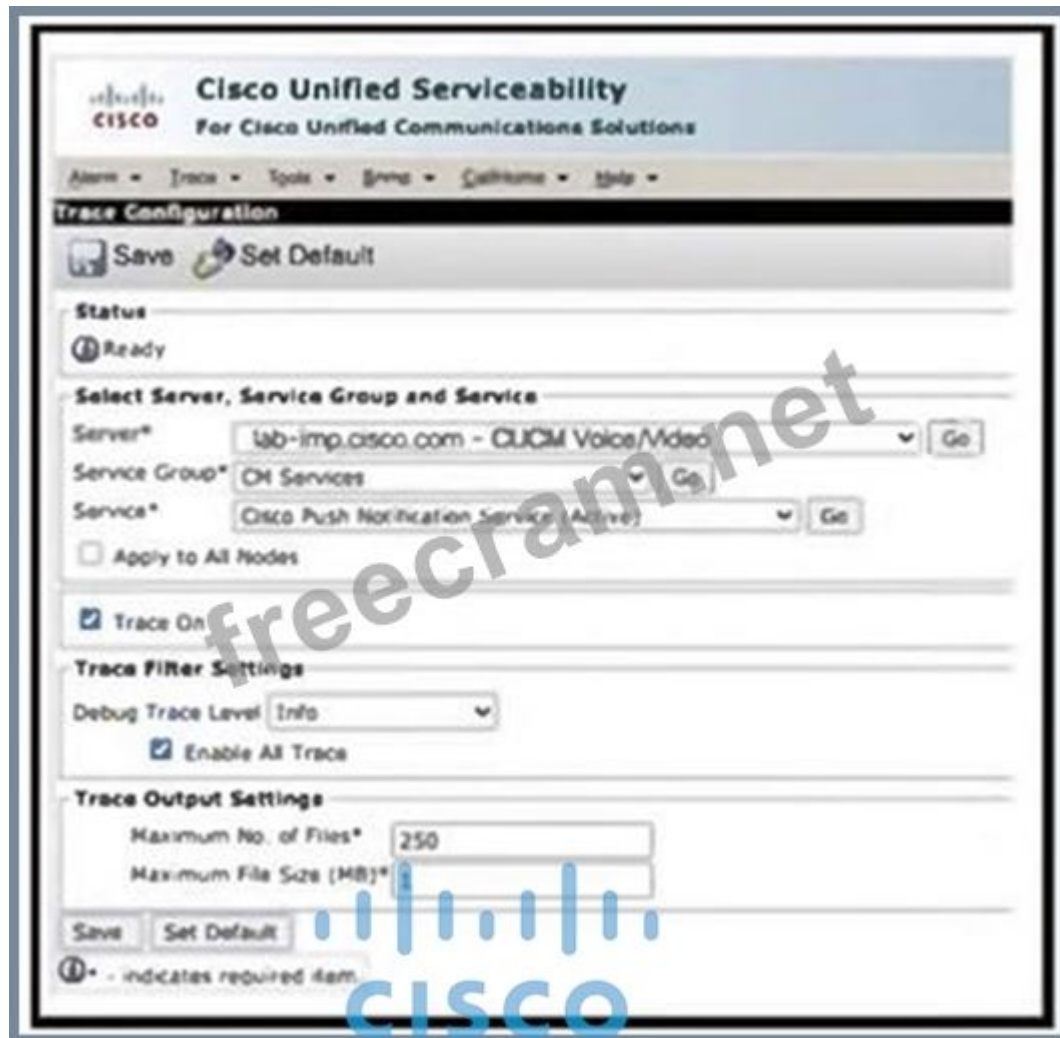 CISCO
Cisco Unified Serviceability
For Cisco Unified Communications Solutions
Alarm Trace Tools Snmp CallHome Help
Trace Configuration
Save Set Default
Status
Ready
Select Server, Service Group and Service
Server* lab-imp.cisco.com - CUCM Voice/Video Go
Service Group* CM Services Go
Service* Cisco Push Notification Service (Active) Go
Apply to All Nodes
Trace On
Trace Filter Settings
Debug Trace Level Info
Enable All Trace
Trace Output Settings
Maximum No. of Files* 250
Maximum File Size (MB)*
Save Set Default
* - indicates required item
freecram.net
CISCO